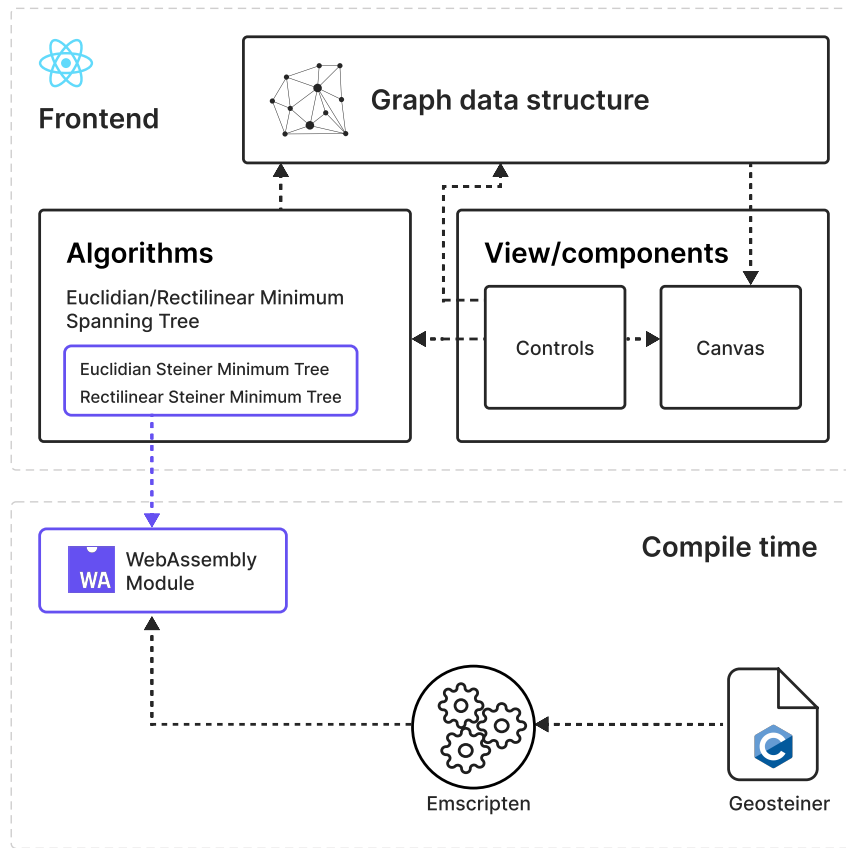 Frontend
Graph data structure
Algorithms
Euclidian/Rectilinear Minimum
Spanning Tree
Euclidian Steiner Minimum Tree
Rectilinear Steiner Minimum Tree
View/components
Controls
Canvas
Compile time
WA
WebAssembly
Module
Emscripten
C
Geosteiner